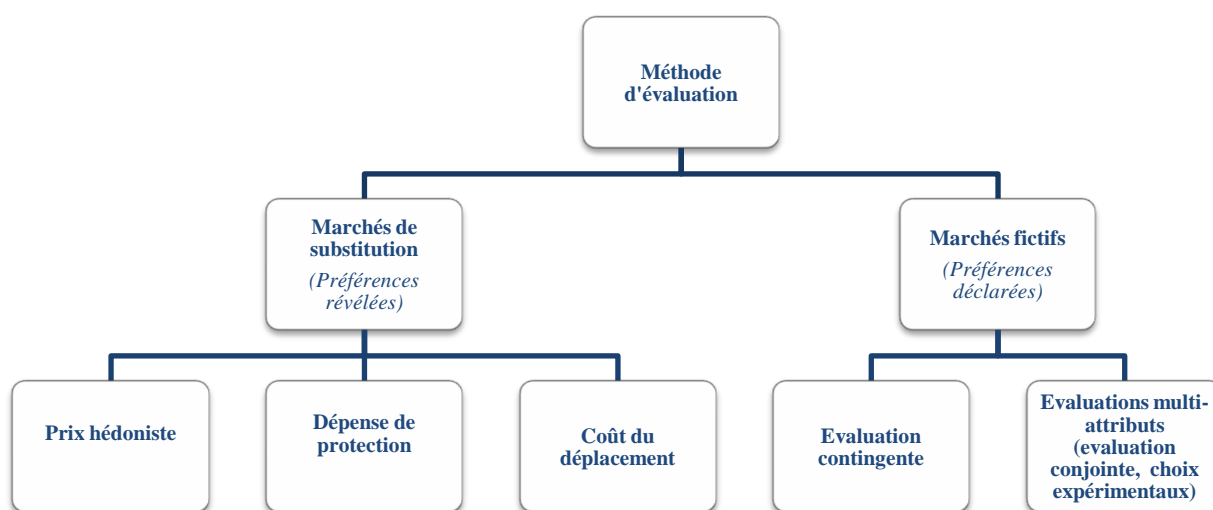 Méthode
d'évaluation
Marchés de
substitution
(Préférences
révélées)
Marchés fictifs
(Préférences
déclarées)
Prix hédoniste
Dépense de
protection
Coût du
déplacement
Evaluation
contingente
Evaluations multi-
attributs
(evaluation
conjointe, choix
expérimentaux)